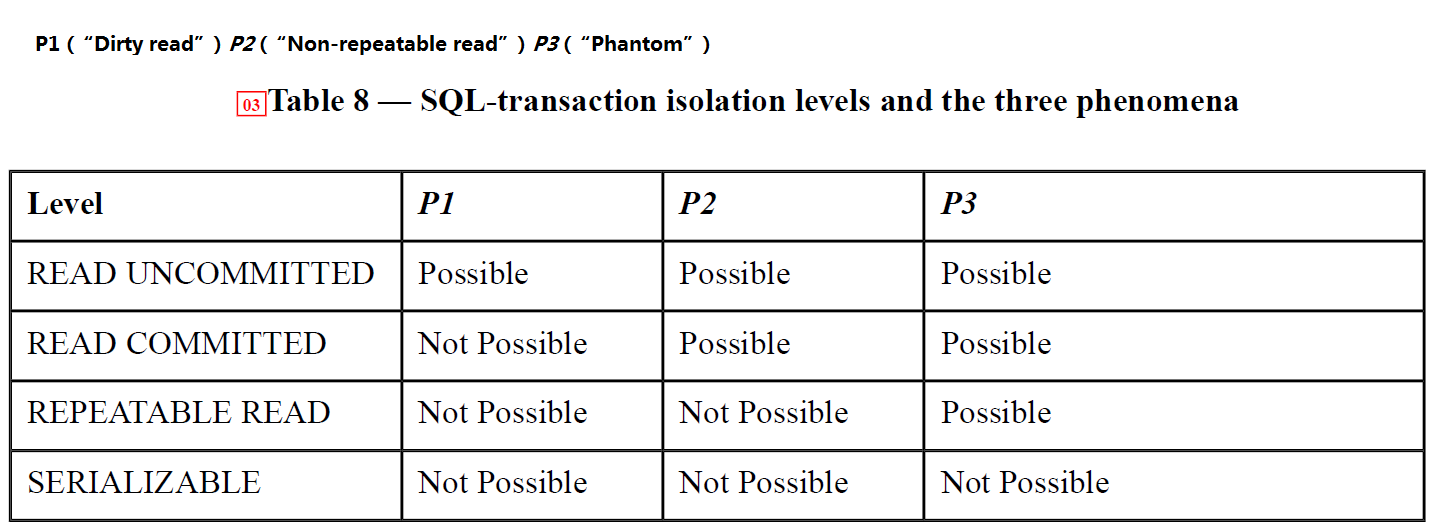 P1（“Dirty read”）P2（“Non-repeatable read”）P3（“Phantom”）
03 Table 8 — SQL-transaction isolation levels and the three phenomena
Level P1 P2 P3
READ UNCOMMITTED Possible Possible Possible
READ COMMITTED Not Possible Possible Possible
REPEATABLE READ Not Possible Not Possible Possible
SERIALIZABLE Not Possible Not Possible Not Possible